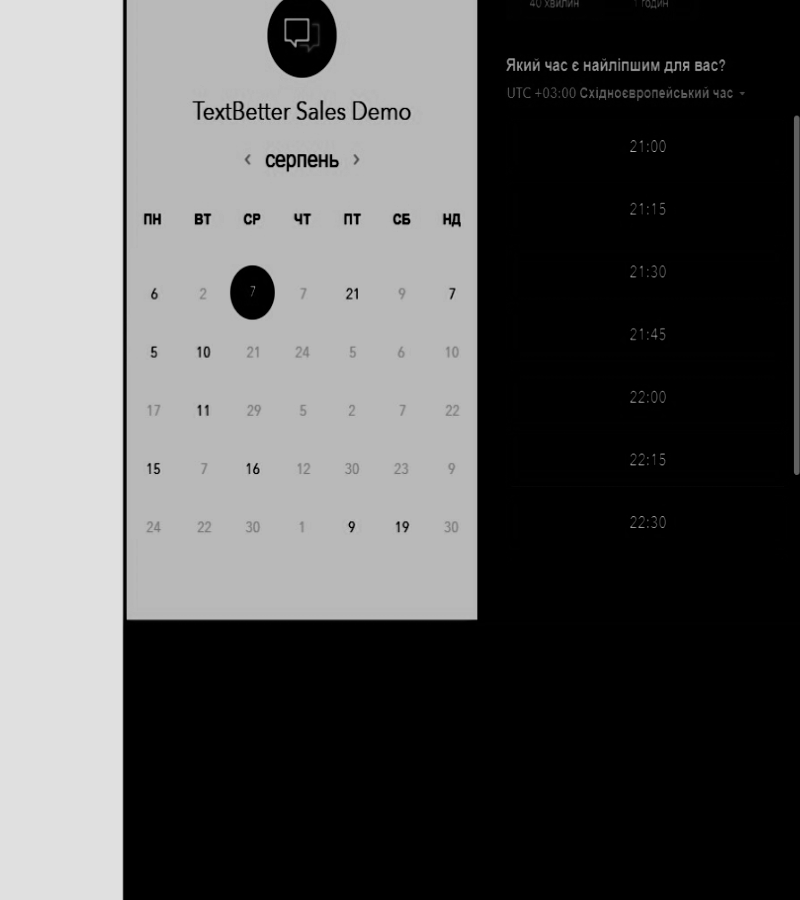 TextBetter Sales Demo
‹ серпень ›
ПН ВТ СР ЧТ ПТ СБ НД
6 2 7 7 21 9 7
5 10 21 24 5 6 10
17 11 29 5 2 7 22
15 7 16 12 30 23 9
24 22 30 1 9 19 30
40 хвилин 1 годин
Який час є найліпшим для вас?
UTC +03:00 Східноєвропейський час
21:00
21:15
21:30
21:45
22:00
22:15
22:30